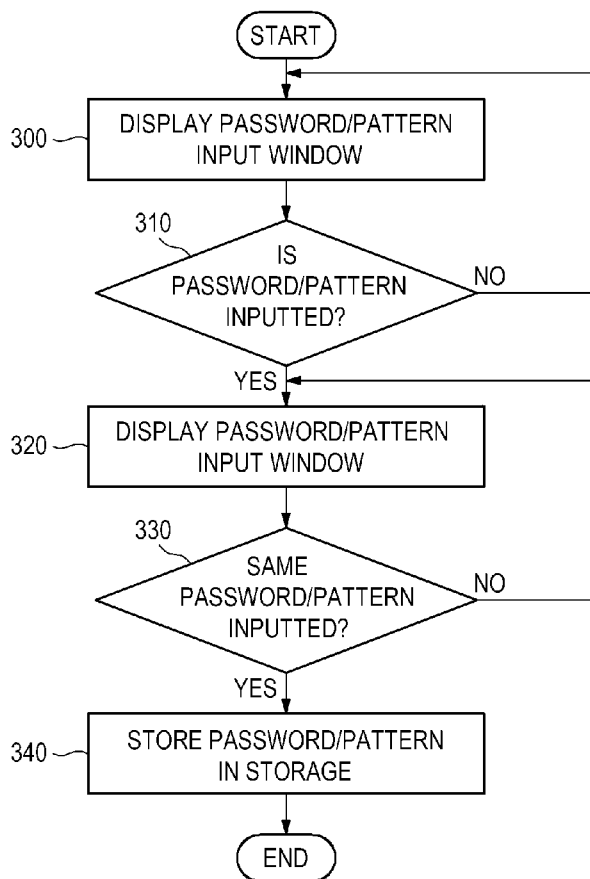 START
300
DISPLAY PASSWORD/PATTERN
INPUT WINDOW
310
IS
PASSWORD/PATTERN
INPUTTED?
NO
YES
320
DISPLAY PASSWORD/PATTERN
INPUT WINDOW
330
SAME
PASSWORD/PATTERN
INPUTTED?
NO
YES
340
STORE PASSWORD/PATTERN
IN STORAGE
END